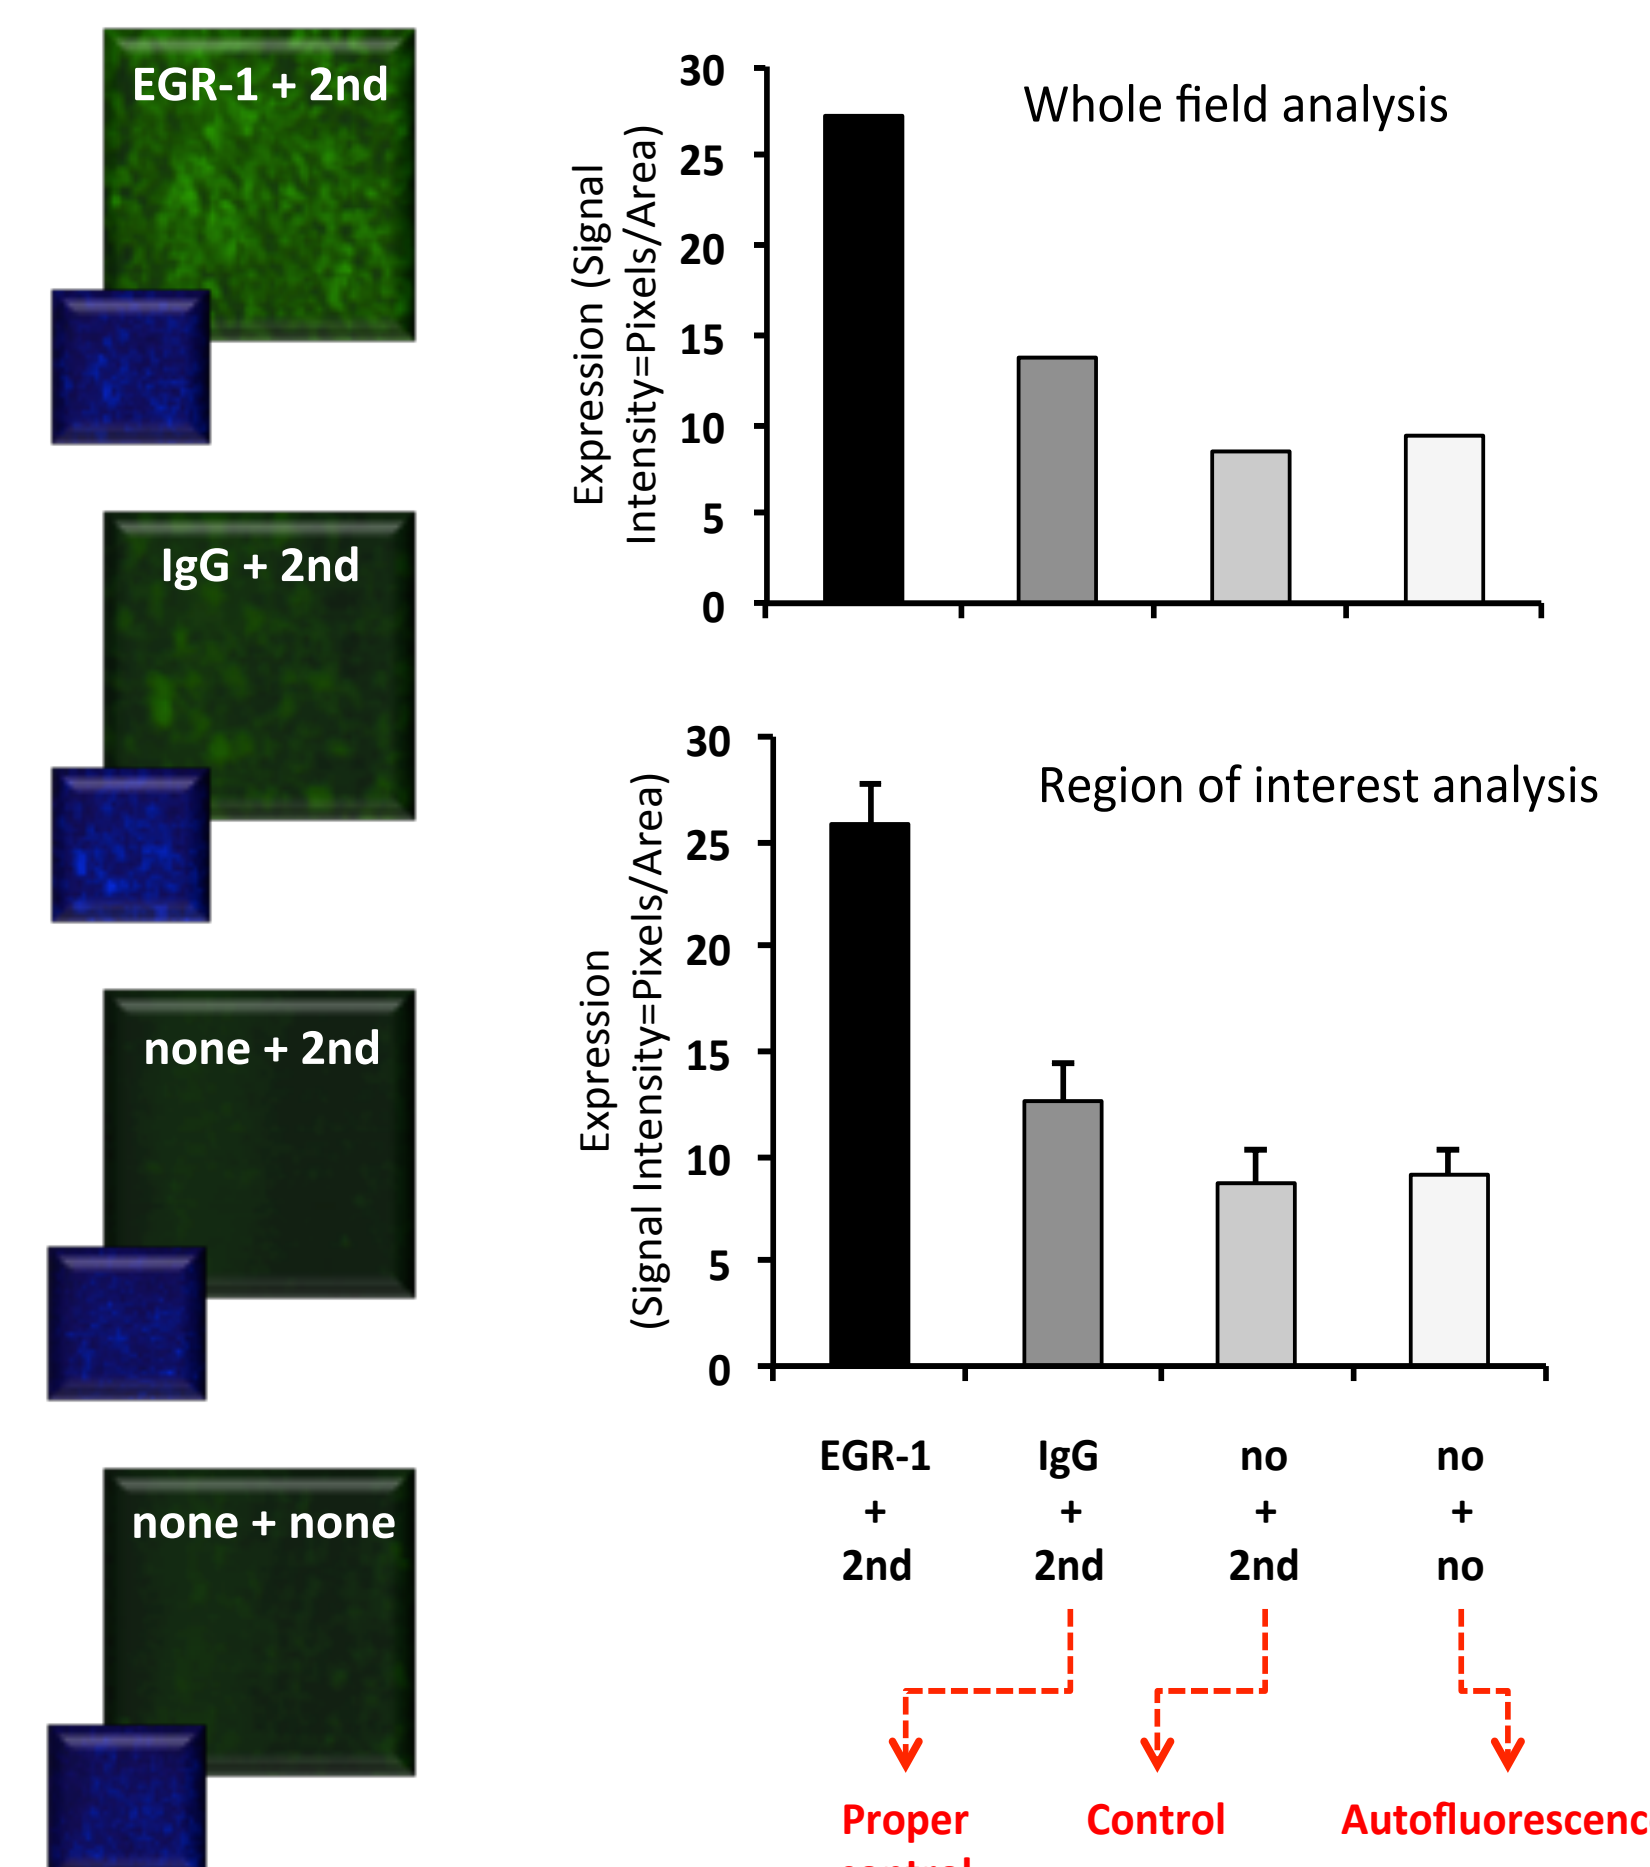 EGR-1 + 2nd
IgG + 2nd
none + 2nd
none + none
Whole field analysis
Expression (Signal
Intensity=Pixels/Area)
30
25
20
15
10
5
0
Region of interest analysis
Expression
(Signal Intensity=Pixels/Area)
30
25
20
15
10
5
0
EGR-1 IgG no no
+ + + +
2nd 2nd 2nd no
Proper Control Autofluorescenc
control